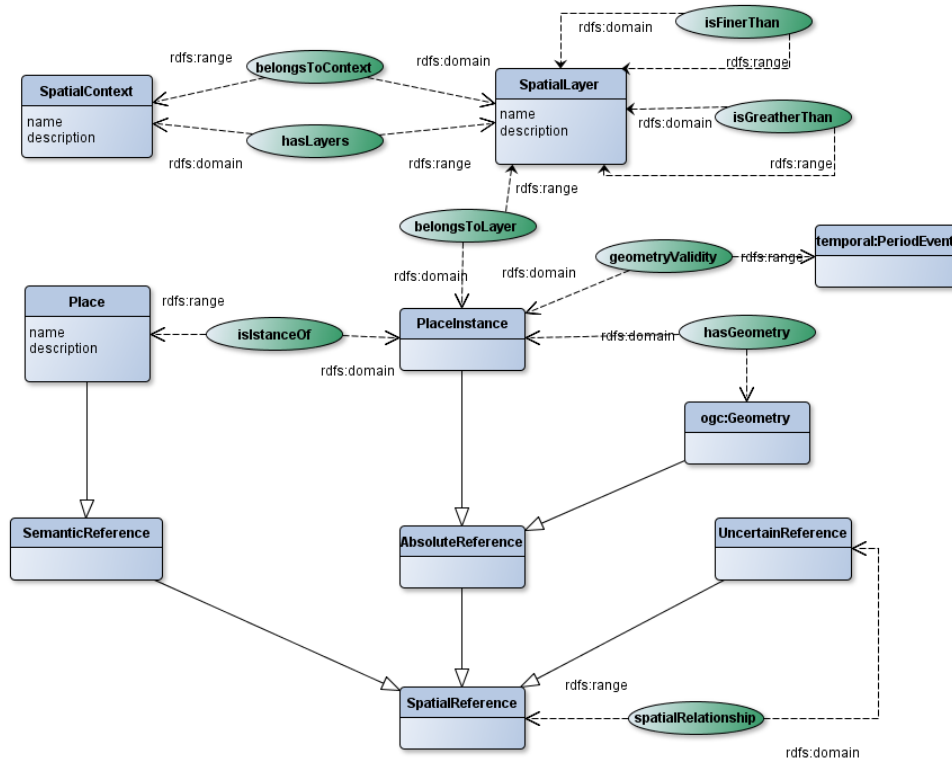 isFinerThan
rdfs:domain
rdfs:range
belongsToContext
rdfs:range
rdfs:domain
SpatialContext
name
description
SpatialLayer
name
description
isGreatherThan
rdfs:domain
rdfs:range
hasLayers
rdfs:domain
rdfs:range
rdfs:range
belongsToLayer
rdfs:domain
geometryValidity
rdfs:domain
rdfs:range
temporal:PeriodEvent
Place
name
description
rdfs:range
isIstanceOf
rdfs:domain
PlaceInstance
hasGeometry
rdfs:domain
ogc:Geometry
SemanticReference
AbsoluteReference
UncertainReference
SpatialReference
rdfs:range
spatialRelationship
rdfs:domain